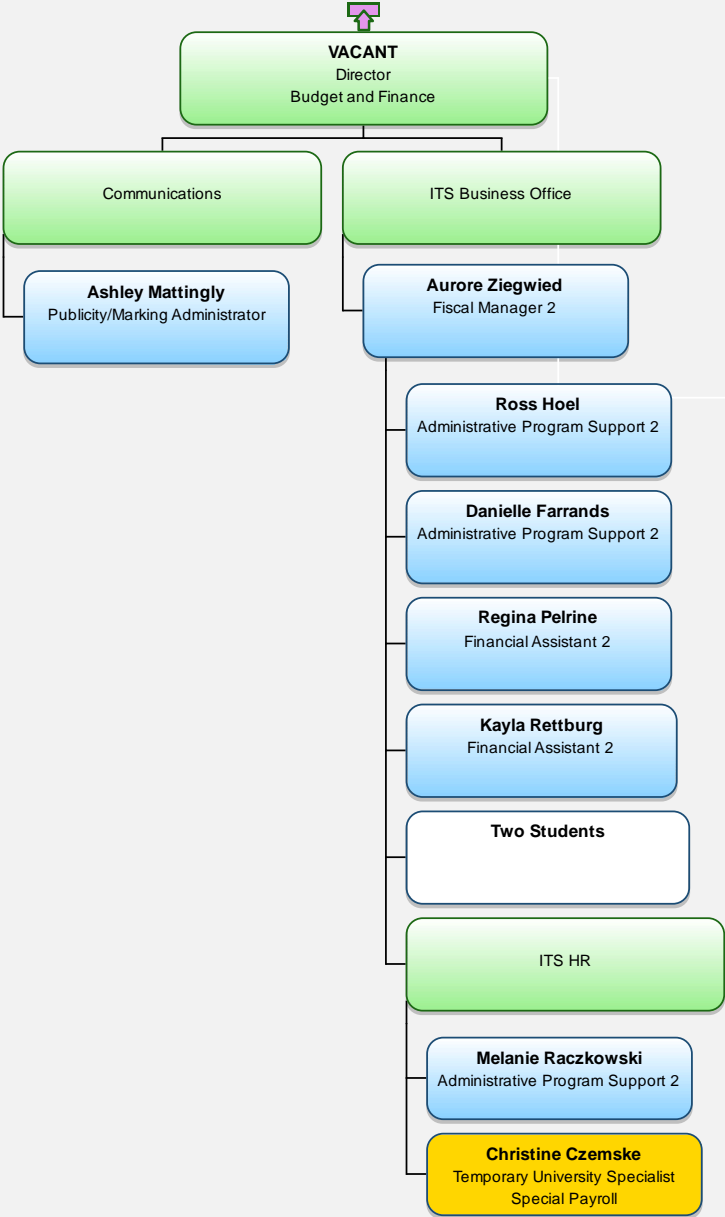 VACANT
Director
Budget and Finance
Communications
ITS Business Office
Ashley Mattingly
Publicity/Marking Administrator
Aurore Ziegwied
Fiscal Manager 2
Ross Hoel
Administrative Program Support 2
Danielle Farrands
Administrative Program Support 2
Regina Pelrine
Financial Assistant 2
Kayla Rettburg
Financial Assistant 2
Two Students
ITS HR
Melanie Raczkowski
Administrative Program Support 2
Christine Czemske
Temporary University Specialist
Special Payroll